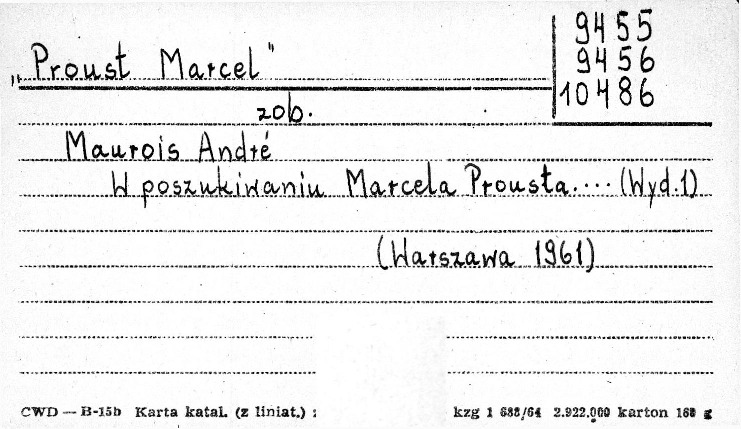 9455
9456
10486
„Proust Marcel"
zob.
Maurois André
W poszukiwaniu Marcela Prousta.... (Wyd.1)
(Warszawa 1961)
CWD — B-15b Karta katal. (z liniat.) : kzg 1 688/64 2.922.000 karton 160 g